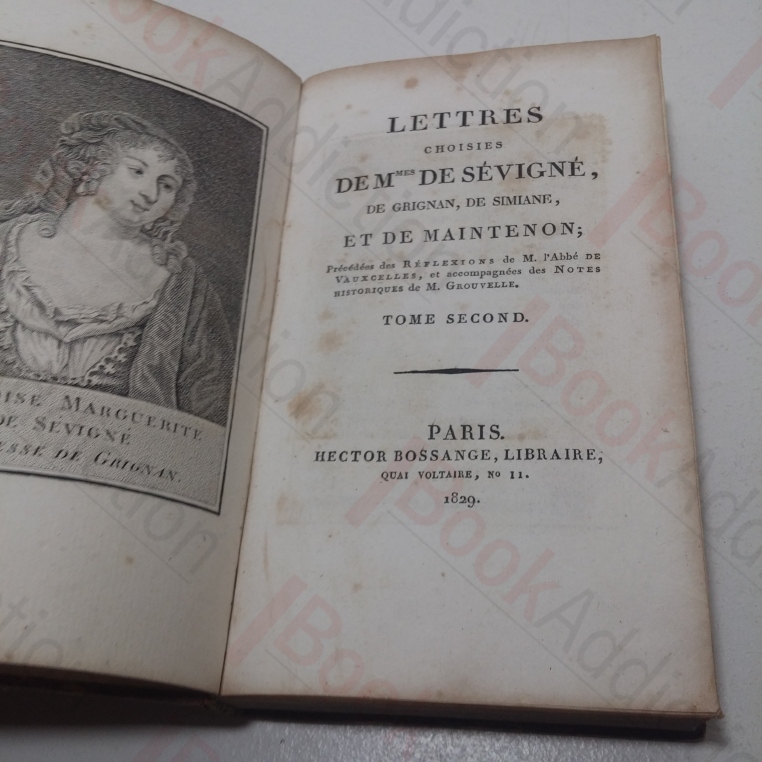 MARGUERITE
DE SÉVIGNÉ
DE GRIGNAN.
LETTRES
CHOISIES
DE MMES DE SÉVIGNÉ,
DE GRIGNAN, DE SIMIANE,
ET DE MAINTENON;
Précédées des RÉFLEXIONS de M. l'Abbé DE
VAUXCELLES, et accompagnées des NOTES
HISTORIQUES de M. GROUVELLE.
TOME SECOND.
PARIS.
HECTOR BOSSANGE, LIBRAIRE,
QUAI VOLTAIRE, No 11.
1829.
BookAddiction